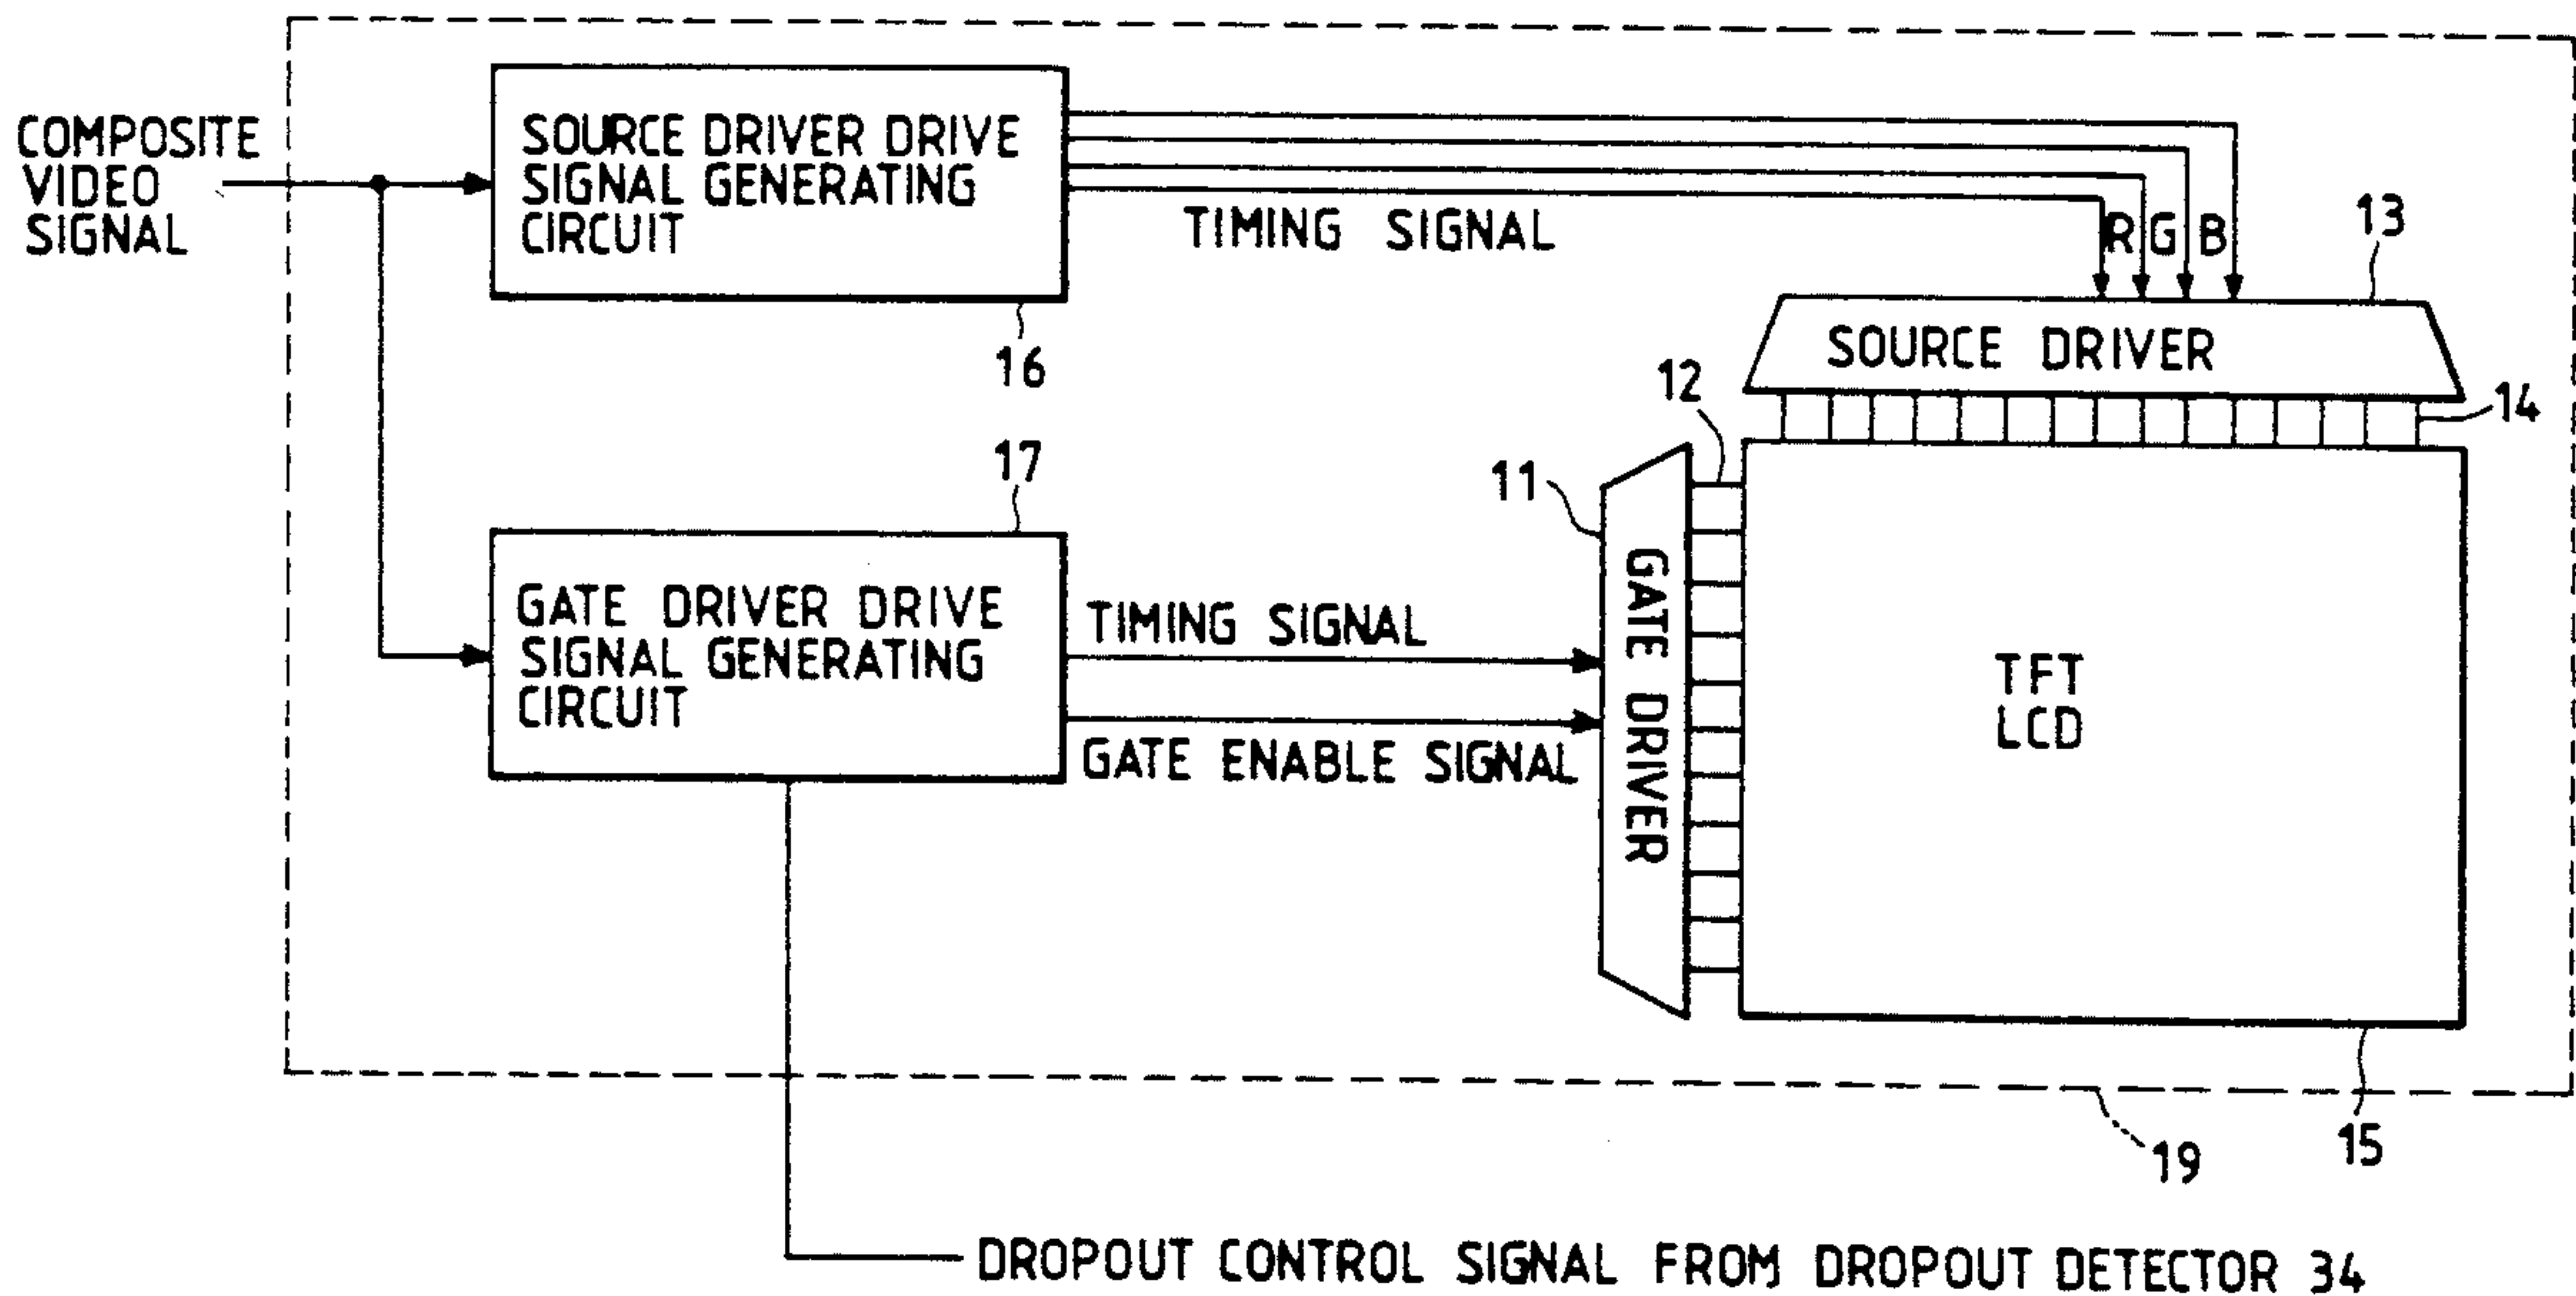 COMPOSITE
VIDEO
SIGNAL
SOURCE DRIVER DRIVE
SIGNAL GENERATING
CIRCUIT
16
TIMING SIGNAL
R G B
13
SOURCE DRIVER
14
12
11
GATE DRIVER
17
GATE DRIVER DRIVE
SIGNAL GENERATING
CIRCUIT
TIMING SIGNAL
GATE ENABLE SIGNAL
TFT
LCD
15
19
DROPOUT CONTROL SIGNAL FROM DROPOUT DETECTOR 34